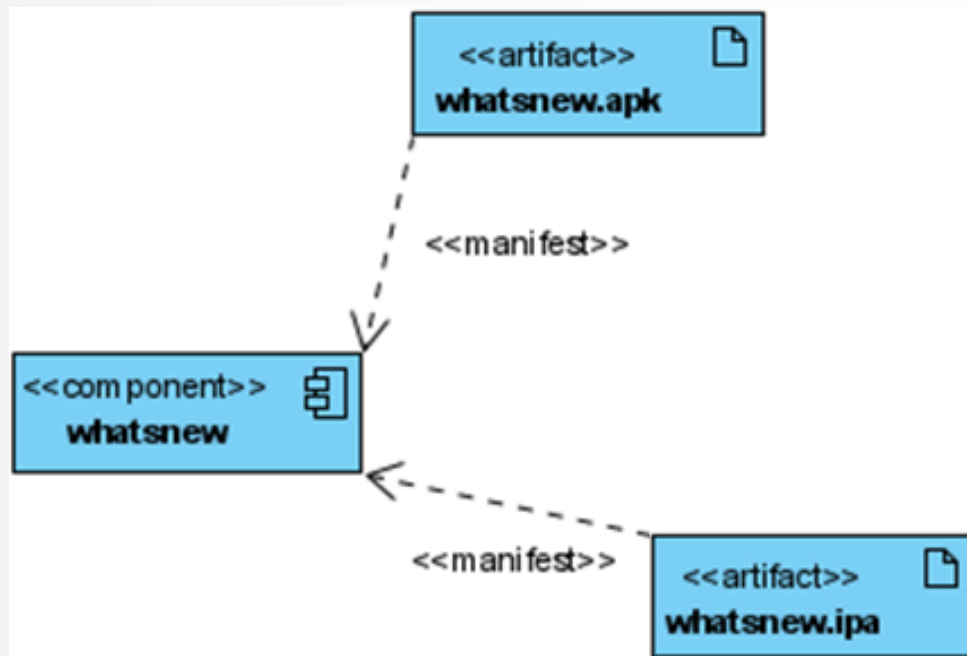 <<artifact>>
whatsnew.apk
<<manifest>>
<<component>>
whatsnew
<<manifest>>
<<artifact>>
whatsnew.ipa